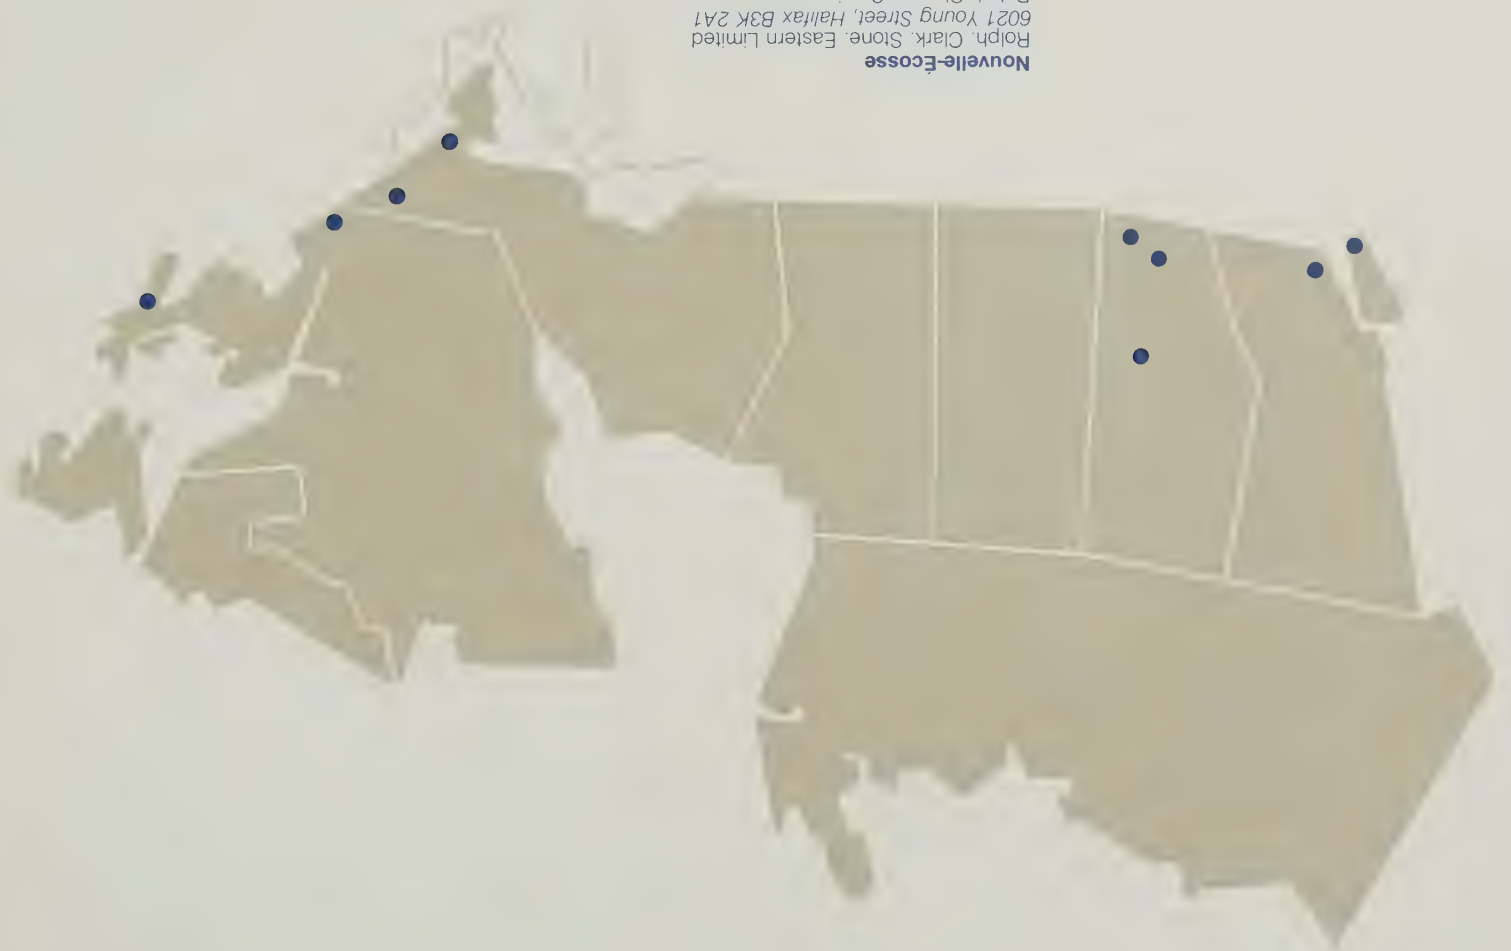 Nouvelle-Écosse
Rolph. Clark. Stone. Eastern Limited
6021 Young Street, Halifax B3K 2A1